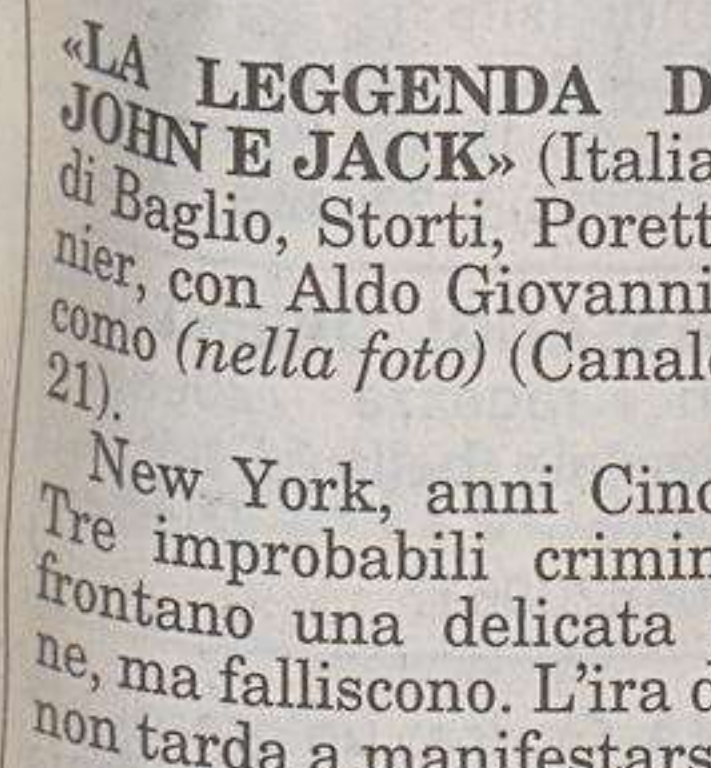 «LA LEGGENDA D
JOHN E JACK» (Italia
di Baglio, Storti, Porett
nier, con Aldo Giovanni
como (nella foto) (Canal
21).
New York, anni Cinq
Tre improbabili crimin
frontano una delicata
ne, ma falliscono. L'ira d
non tarda a manifestars